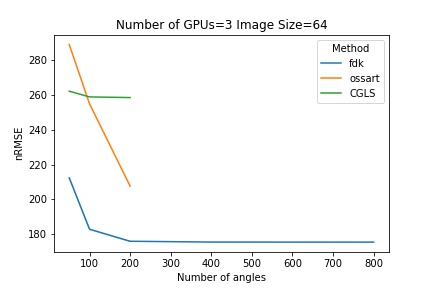 Number of GPUs=3 Image Size=64
Method
fdk
ossart
CGLS
280
260
240
220
200
180
nRMSE
100 200 300 400 500 600 700 800
Number of angles